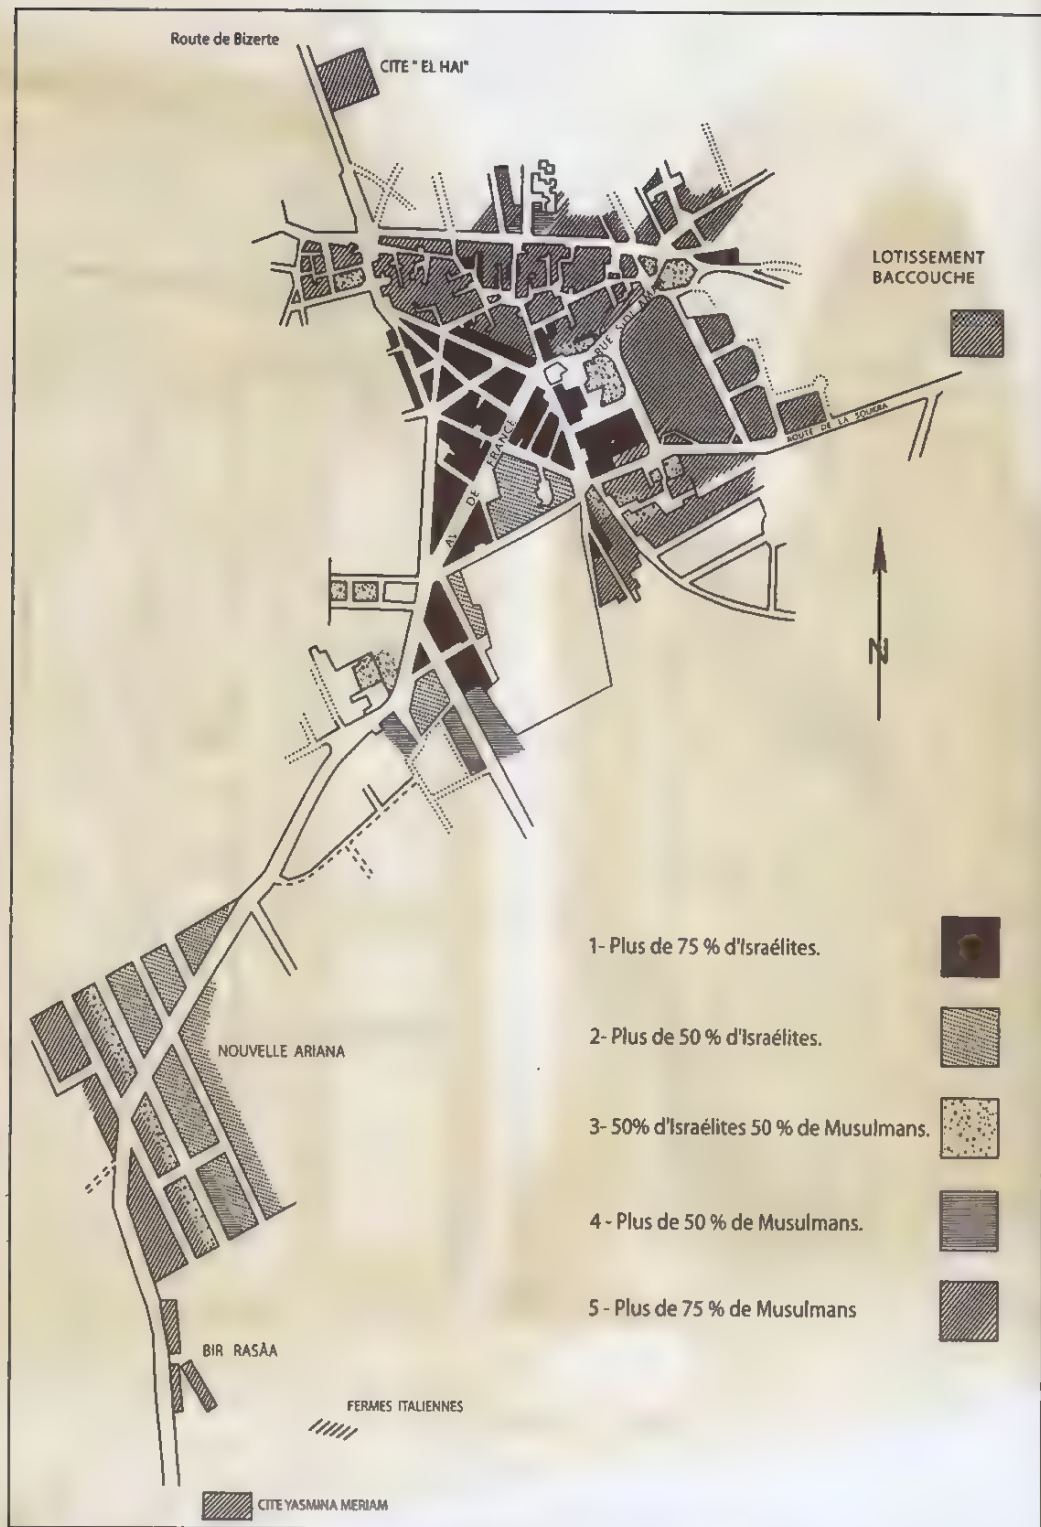 Route de Bizerte
CITE " EL HAI"
LOTISSEMENT
BACCOUCHE
RUE SIDI
ROUTE DE LA SOUKRA
AV. DE FRANCE
N
1- Plus de 75 % d'Israélites.
2- Plus de 50 % d'Israélites.
NOUVELLE ARIANA
3- 50% d'Israélites 50 % de Musulmans.
4 - Plus de 50 % de Musulmans.
5 - Plus de 75 % de Musulmans
BIR RASÂA
FERMES ITALIENNES
CITE YASMINA MERIAM